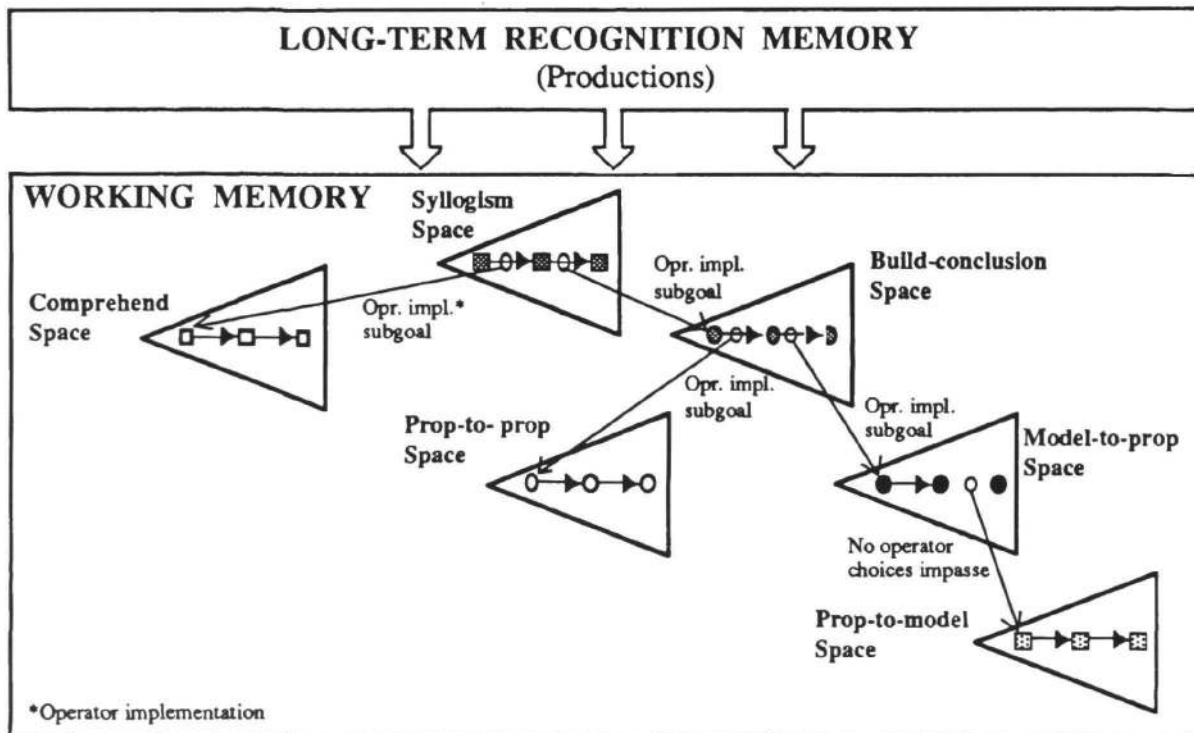 LONG-TERM RECOGNITION MEMORY
(Productions)
WORKING MEMORY
Syllogism
Space
Comprehend
Space
Opr. impl.*
subgoal
Opr. impl.
subgoal
Build-conclusion
Space
Opr. impl.
subgoal
Prop-to- prop
Space
Opr. impl.
subgoal
Model-to-prop
Space
No operator
choices impasse
Prop-to-model
Space
*Operator implementation